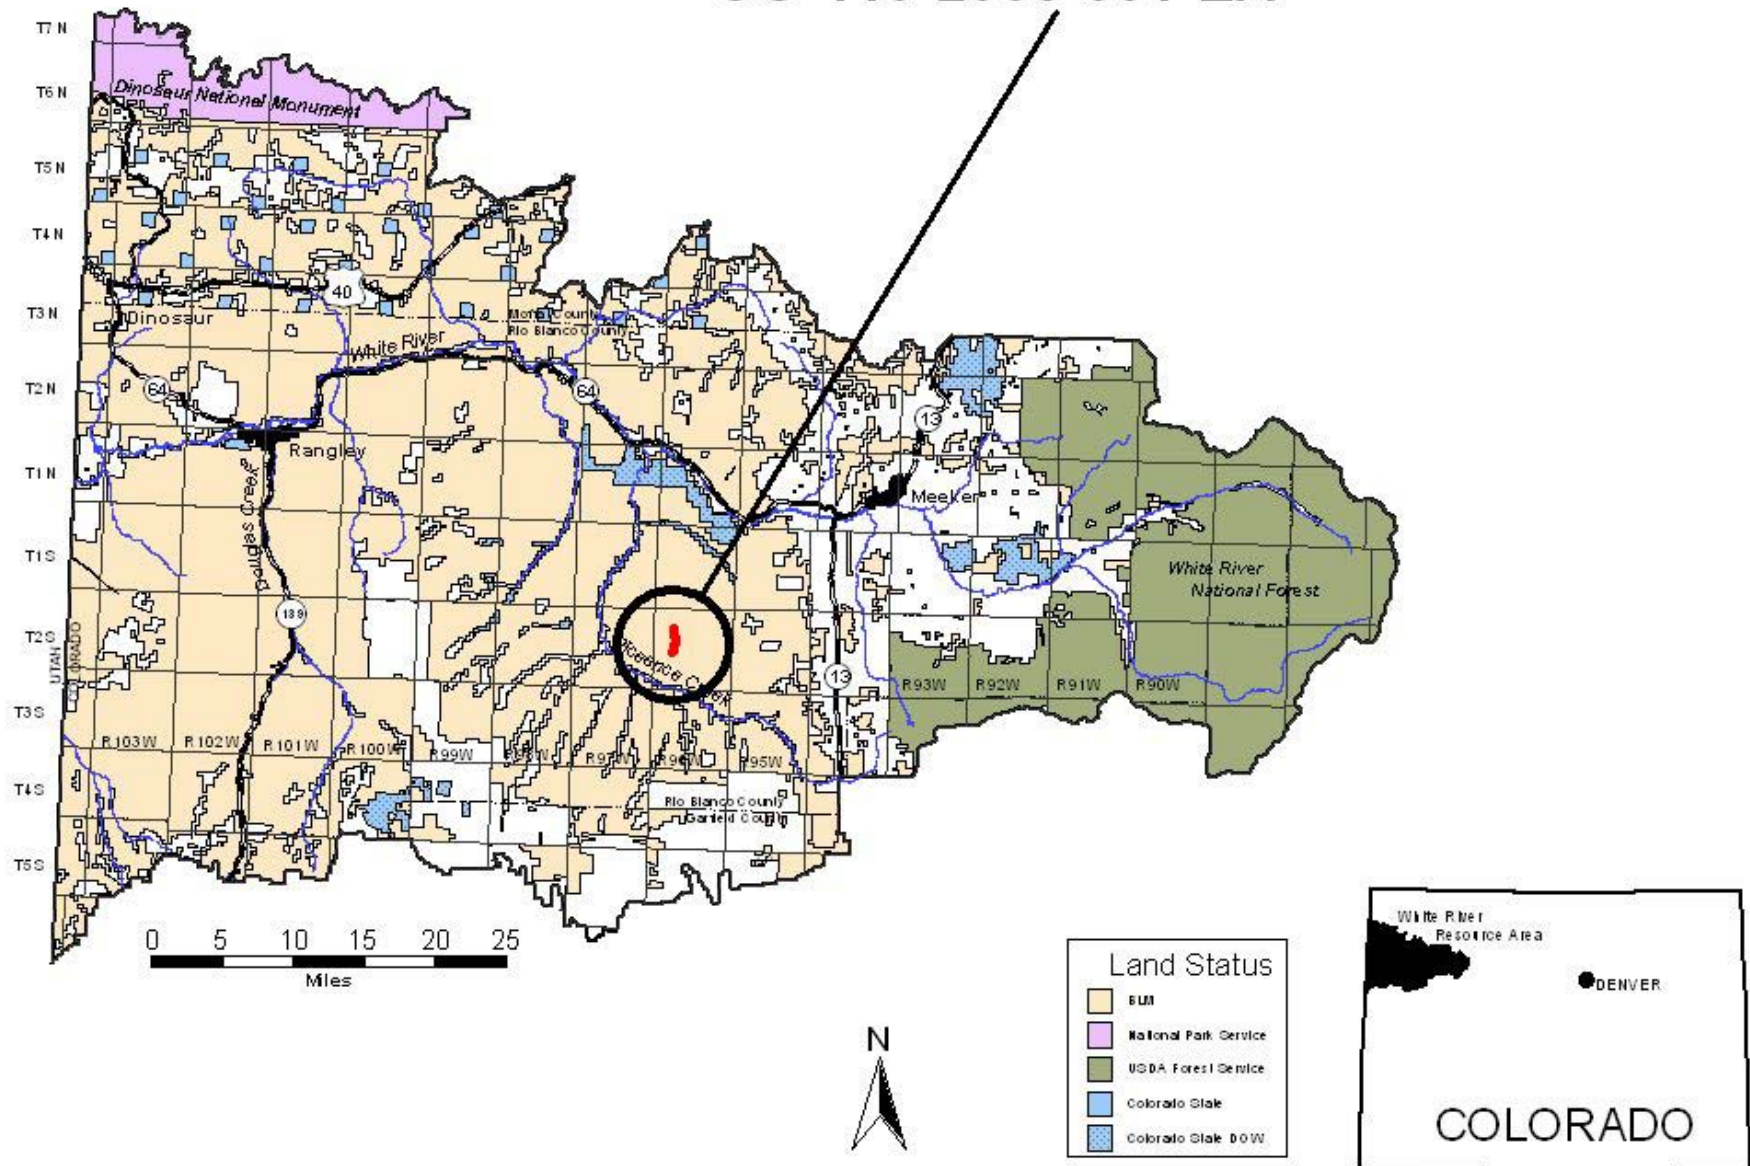 T7 N
Dinosaur National Monument
T6 N
T5 N
T4 N
40
T3 N
Dinosaur
Moffat County
Rio Blanco County
White River
T2 N
64
64
13
Rangley
T1 N
Meeker
Douglas Creek
T1S
White River
National Forest
139
T2S
UTAH
COLORADO
13
R93W
R92W
R91W
R90W
T3S
R103W
R102W
R101W
R100W
R99W
R98W
R97W
R96W
R95W
T4S
Rio Blanco County
Garfield County
T5S
0 5 10 15 20 25
Miles
N
Land Status
BLM
National Park Service
USDA Forest Service
Colorado State
Colorado State DOW
White River
Resource Area
DENVER
COLORADO